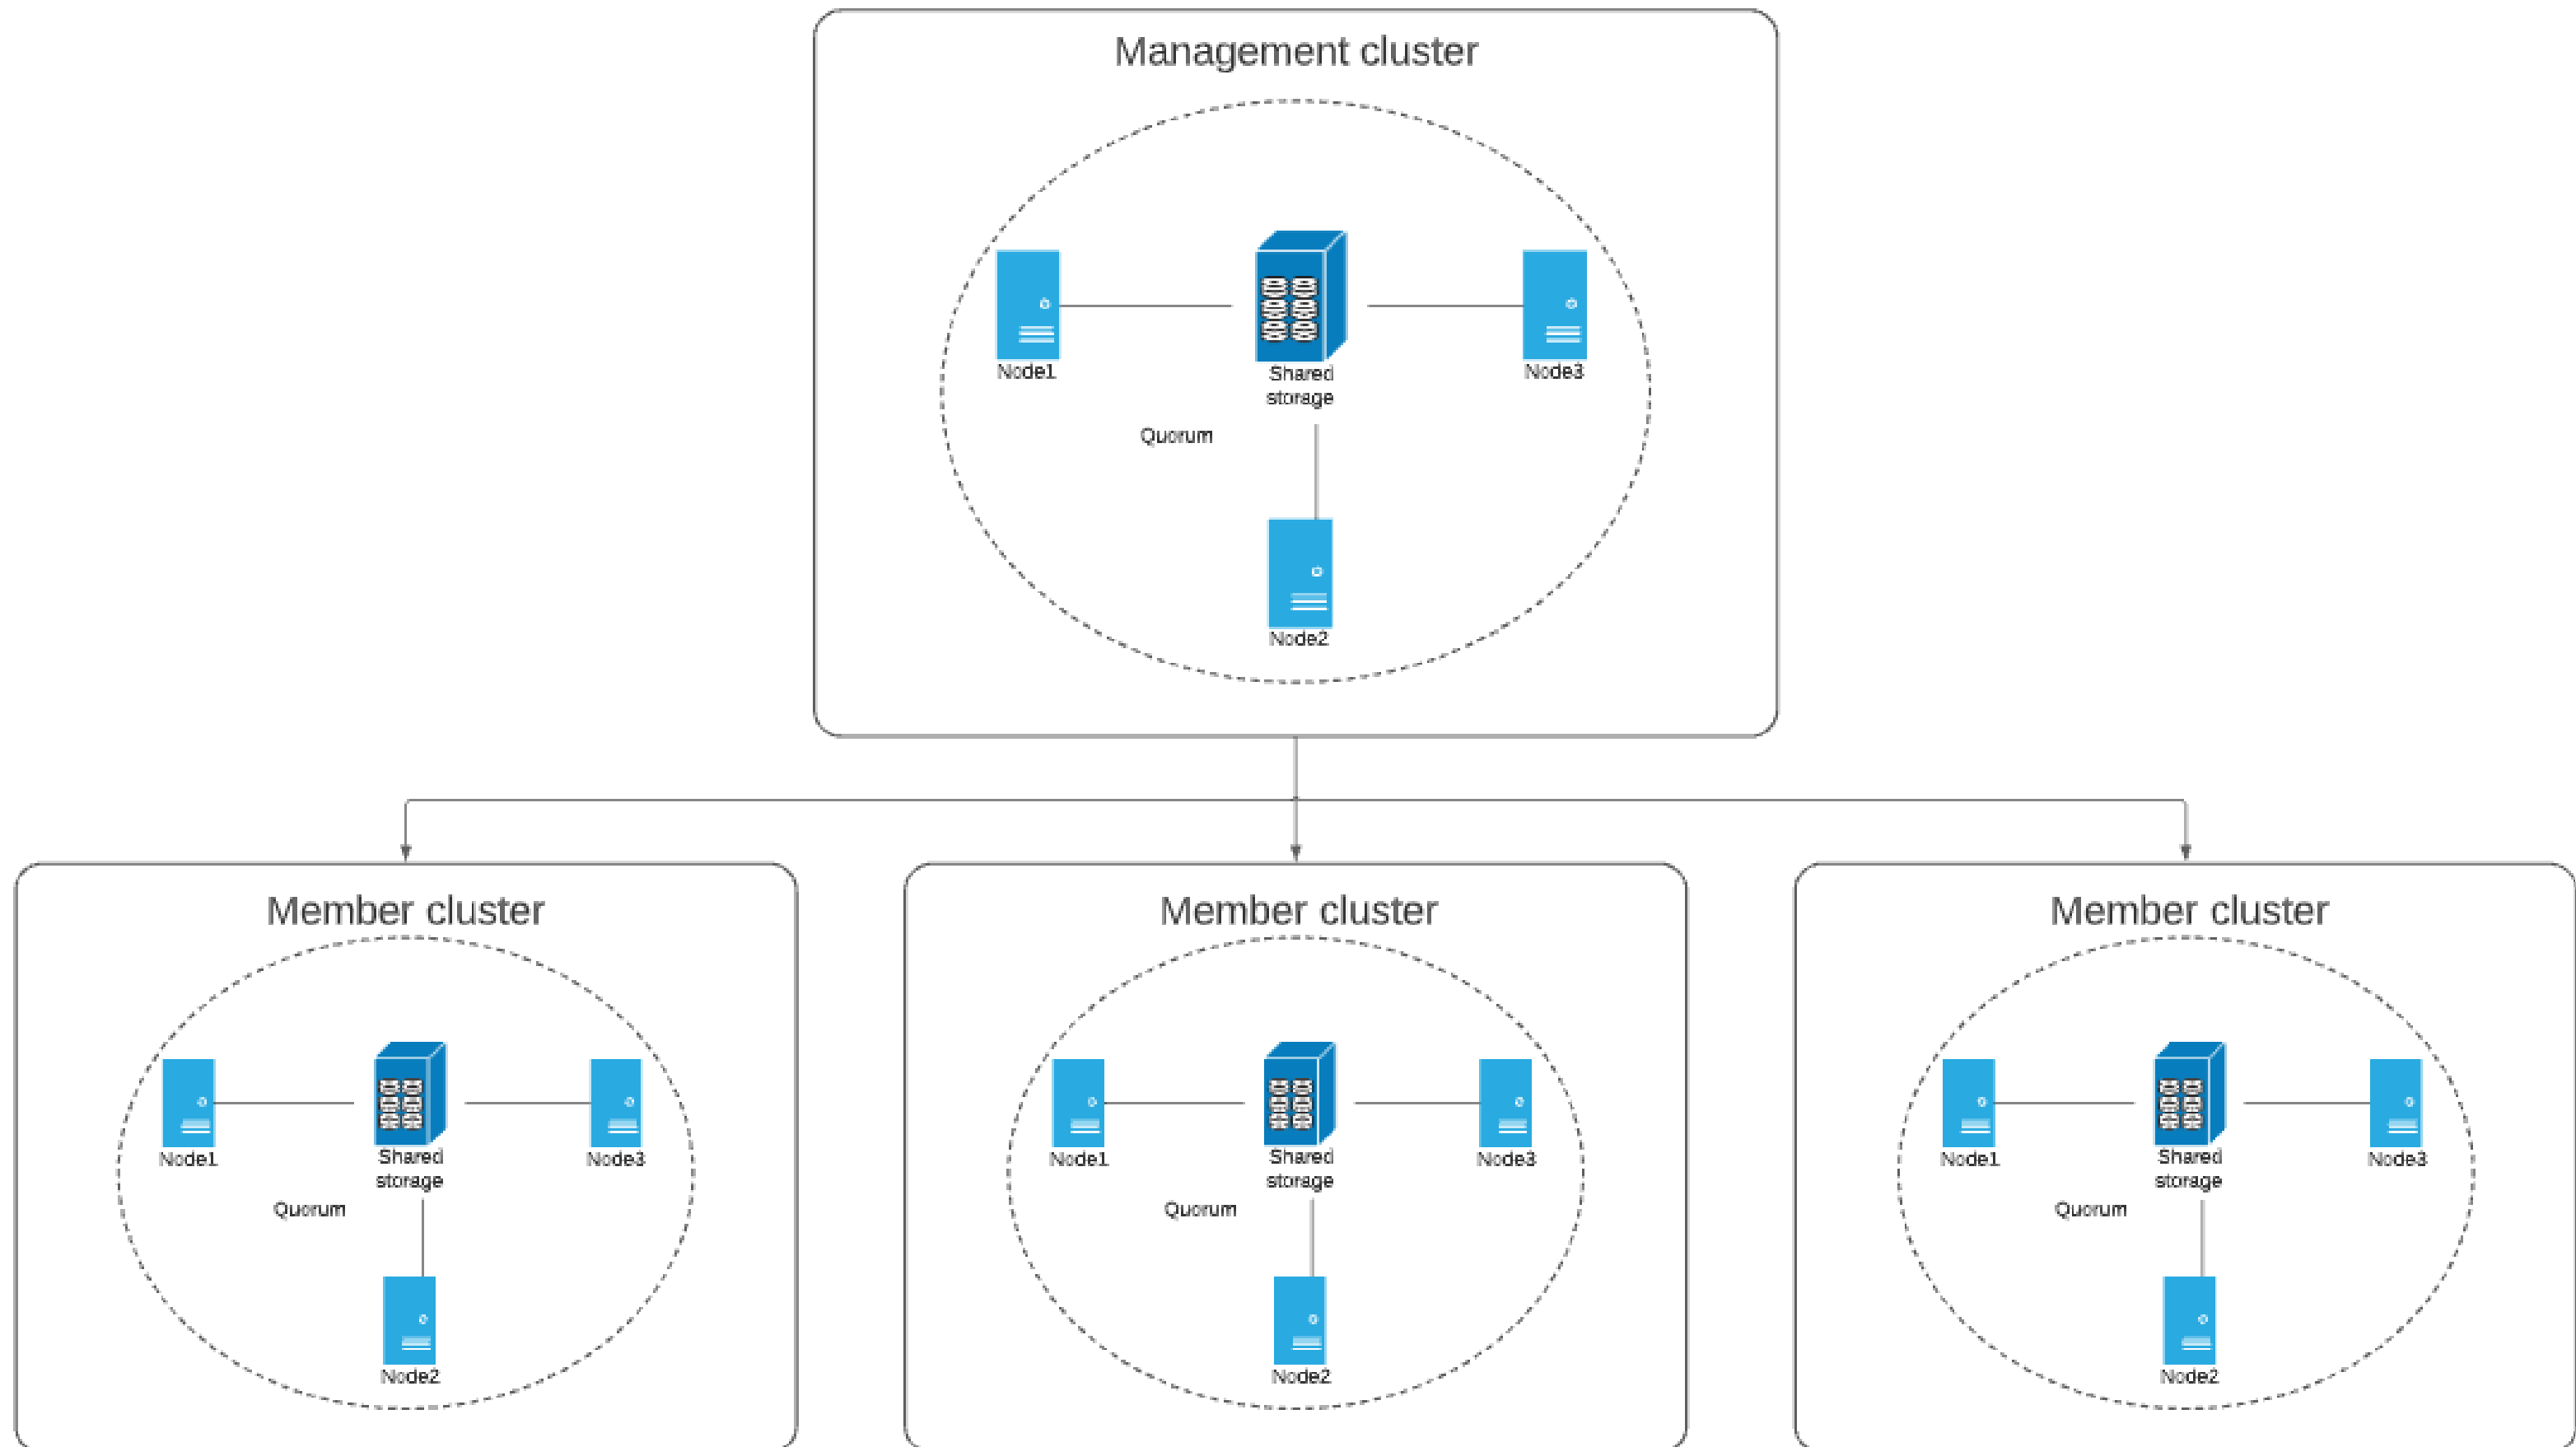 Management cluster
Node1
Shared
storage
Node3
Quorum
Node2
Member cluster
Node1
Shared
storage
Node3
Quorum
Node2
Member cluster
Node1
Shared
storage
Node3
Quorum
Node2
Member cluster
Node1
Shared
storage
Node3
Quorum
Node2